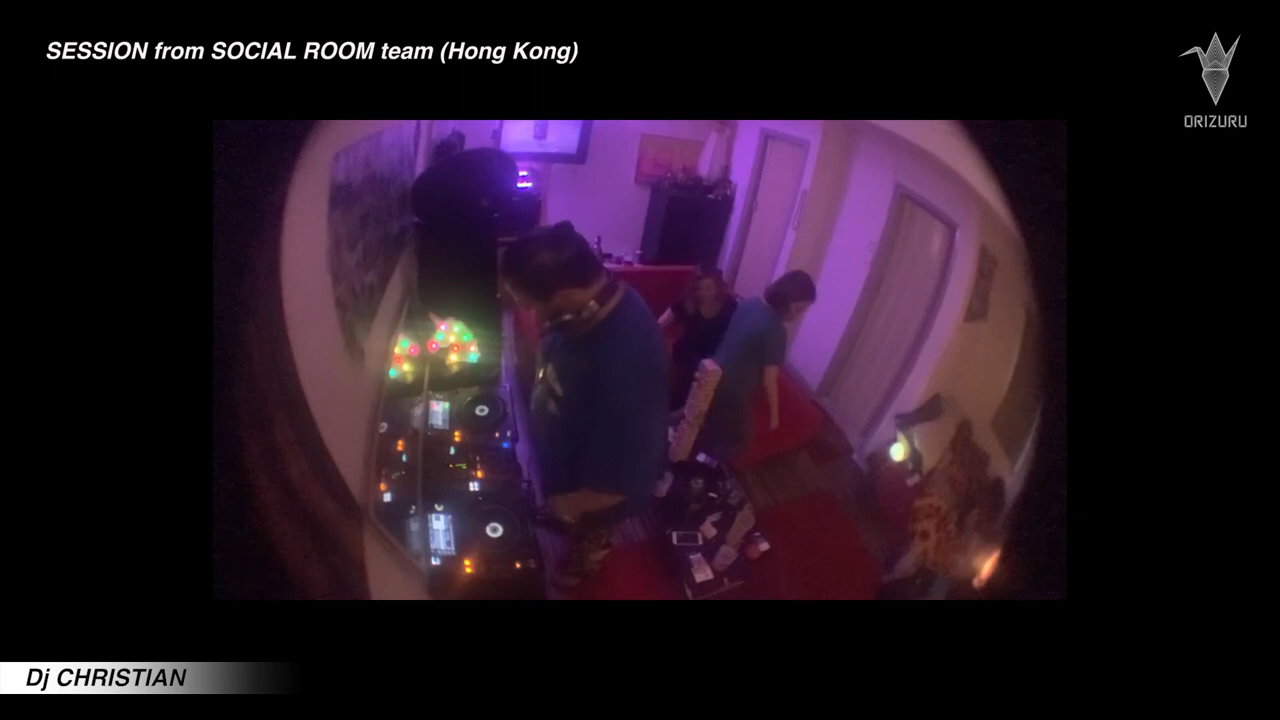 SESSION from SOCIAL ROOM team (Hong Kong)
ORIZURU
Dj CHRISTIAN